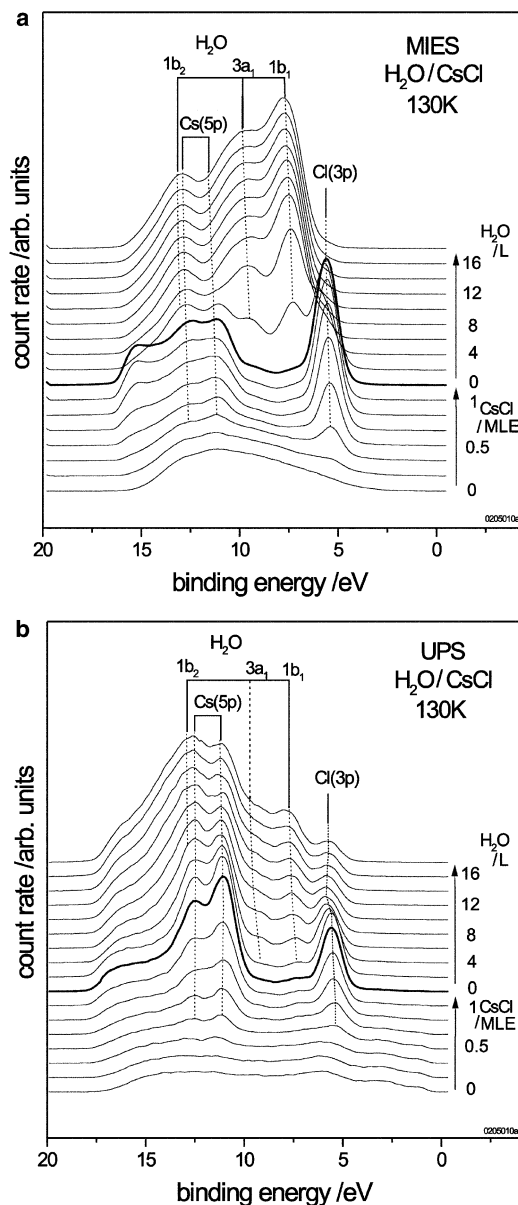 a
MIES
H₂O/CsCl
130K
H₂O
1b₂ 3a₁ 1b₁
Cs(5p)
Cl(3p)
H₂O
/L
16
12
8
4
0
1 CsCl
/MLE
0.5
0
count rate /arb. units
0205010a
20 15 10 5 0
binding energy /eV
b
UPS
H₂O/CsCl
130K
H₂O
1b₂ 3a₁ 1b₁
Cs(5p)
Cl(3p)
H₂O
/L
16
12
8
4
0
1 CsCl
/MLE
0.5
0
count rate /arb. units
0205010a
20 15 10 5 0
binding energy /eV